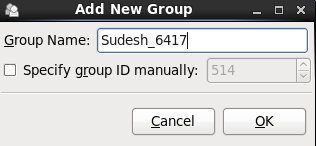 Add New Group
Group Name: Sudesh_6417
Specify group ID manually: 514
Cancel OK